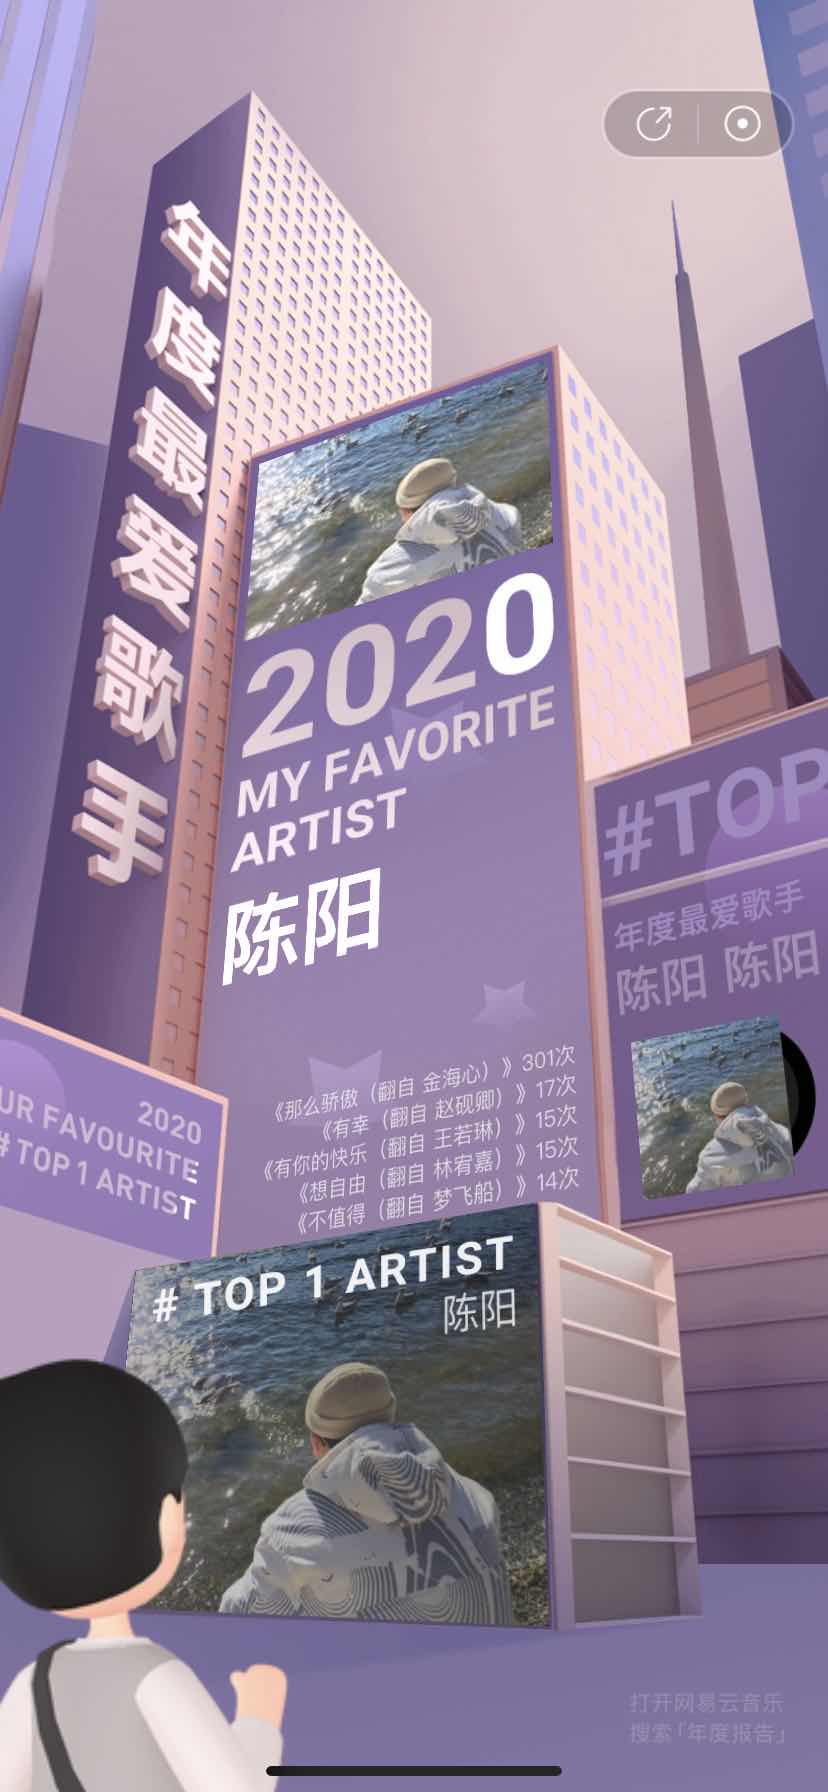 年度最爱歌手
2020
MY FAVORITE
ARTIST
陈阳
《那么骄傲（翻自 金海心）》301次
《有幸（翻自 赵砚卿）》17次
《有你的快乐（翻自 王若琳）》15次
《想自由（翻自 林宥嘉）》15次
《不值得（翻自 梦飞船）》14次
#TOP
年度最爱歌手
陈阳 陈阳
2020
UR FAVOURITE
# TOP 1 ARTIST
# TOP 1 ARTIST
陈阳
打开网易云音乐
搜索「年度报告」